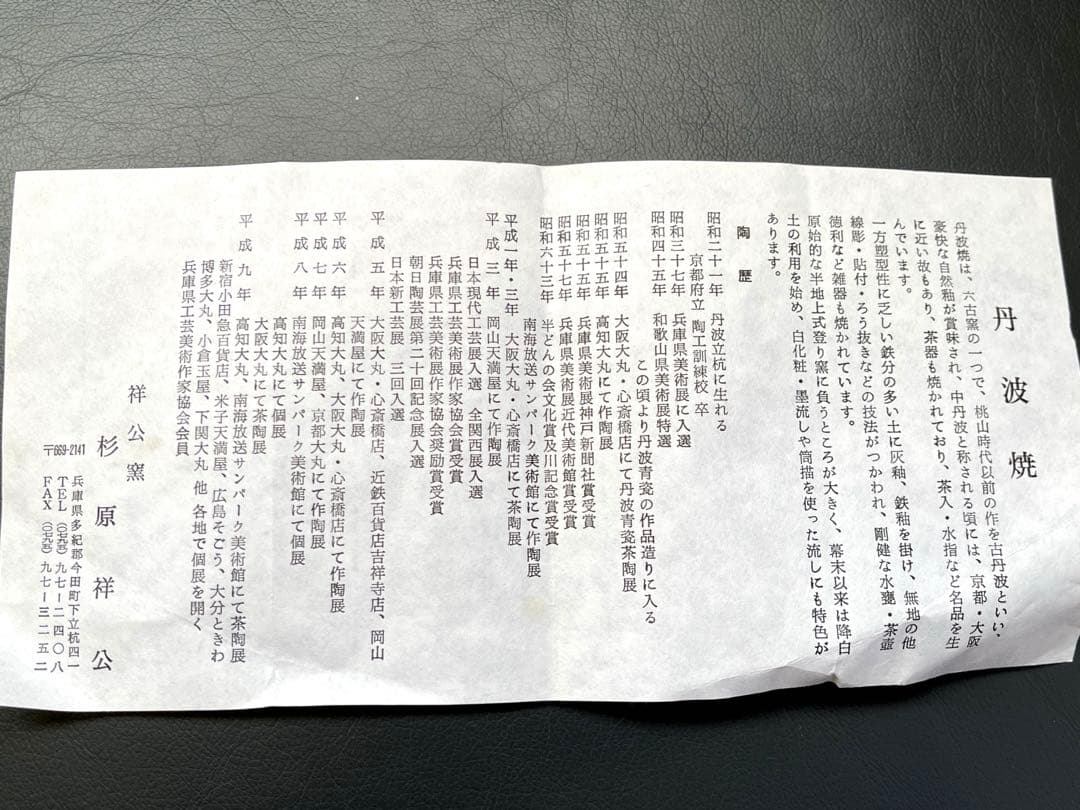 丹波焼
丹波焼は、六古窯の一つで、桃山時代以前の作を古丹波といい、
豪快な自然釉が賞味され、中丹波と称される頃には、京都・大阪
に近い故もあり、茶器も焼かれており、茶入・水指など名品を生
んでいます。
一方塑型性に乏しい鉄分の多い土に灰釉、鉄釉を掛け、無地の他
線彫・貼付・ろう抜きなどの技法がつかわれ、剛健な水甕・茶壺
徳利など雑器も焼かれています。
原始的な半地上式登り窯に負うところが大きく、幕末以来は降白
土の利用を始め、白化粧・墨流しや筒描を使った流しにも特色が
あります。
陶歴
昭和二十一年 丹波立杭に生れる
京都府立 陶工訓練校 卒
昭和三十七年 兵庫県美術展に入選
昭和四十五年 和歌山県美術展特選
この頃より丹波青瓷の作品造りに入る
昭和五十四年 大阪大丸・心斎橋店にて丹波青瓷茶陶展
昭和五十五年 高知大丸にて作陶展
昭和五十五年 兵庫県美術展神戸新聞社賞受賞
昭和五十七年 兵庫県美術展近代美術館賞受賞
昭和六十三年 半どんの会文化賞及川記念賞受賞
南海放送サンパーク美術館にて作陶展
平成一年・三年 大阪大丸・心斎橋店にて茶陶展
平成三年 岡山天満屋にて作陶展
日本現代工芸展入選 全関西展入選
兵庫県工芸美術展作家協会賞受賞
兵庫県工芸美術展作家協会奨励賞受賞
朝日陶芸展第二十回記念展入選
日本新工芸展 三回入選
平成五年 大阪大丸・心斎橋店、近鉄百貨店吉祥寺店、岡山
天満屋にて作陶展
平成六年 高知大丸、大阪大丸・心斎橋店にて作陶展
平成七年 岡山天満屋、京都大丸にて作陶展
平成八年 南海放送サンパーク美術館にて個展
高知大丸にて個展
大阪大丸にて茶陶展
平成九年 高知大丸、南海放送サンパーク美術館にて茶陶展
新宿小田急百貨店、米子天満屋、広島そごう、大分ときわ
博多大丸、小倉玉屋、下関大丸 他 各地で個展を開く
兵庫県工芸美術作家協会会員
祥公窯
杉原祥公
〒669-2141 兵庫県多紀郡今田町下立杭四一
TEL(〇七九五)九七―二四〇八
FAX(〇七九五)九七―三二五二